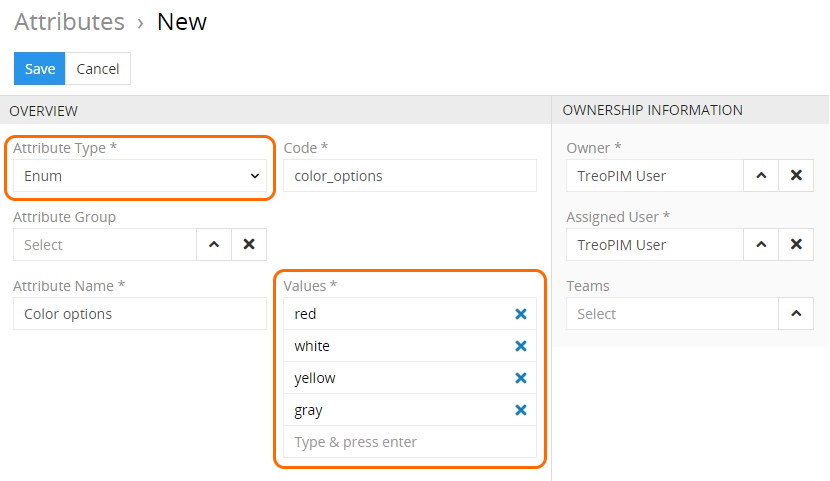 Attributes › New
Save Cancel
OVERVIEW
Attribute Type *
Enum
Code *
color_options
Attribute Group
Select
Attribute Name *
Color options
Values *
red
white
yellow
gray
Type & press enter
OWNERSHIP INFORMATION
Owner *
TreoPIM User
Assigned User *
TreoPIM User
Teams
Select